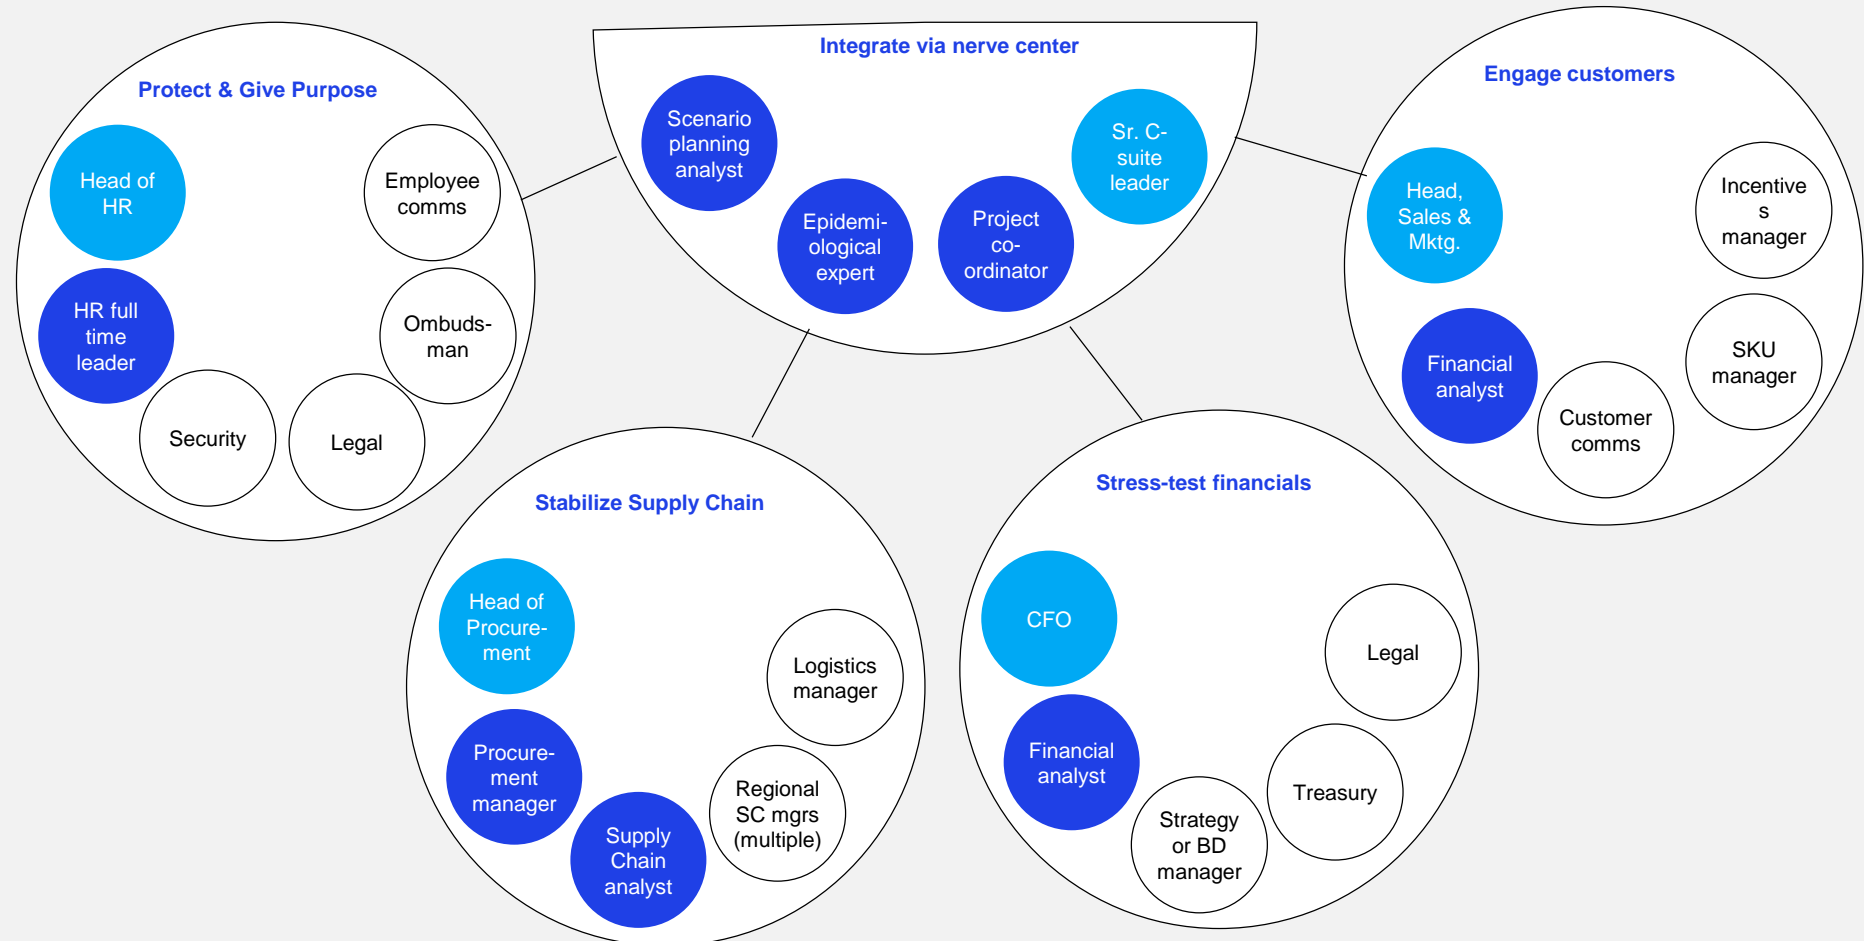 Protect & Give Purpose
Head of
HR
Employee
comms
HR full
time
leader
Ombuds-
man
Security
Legal
Integrate via nerve center
Scenario
planning
analyst
Epidemi-
ological
expert
Project
co-
ordinator
Sr. C-
suite
leader
Engage customers
Head,
Sales &
Mktg.
Incentive
s
manager
Financial
analyst
SKU
manager
Customer
comms
Stabilize Supply Chain
Head of
Procure-
ment
Logistics
manager
Procure-
ment
manager
Regional
SC mgrs
(multiple)
Supply
Chain
analyst
Stress-test financials
CFO
Legal
Financial
analyst
Treasury
Strategy
or BD
manager